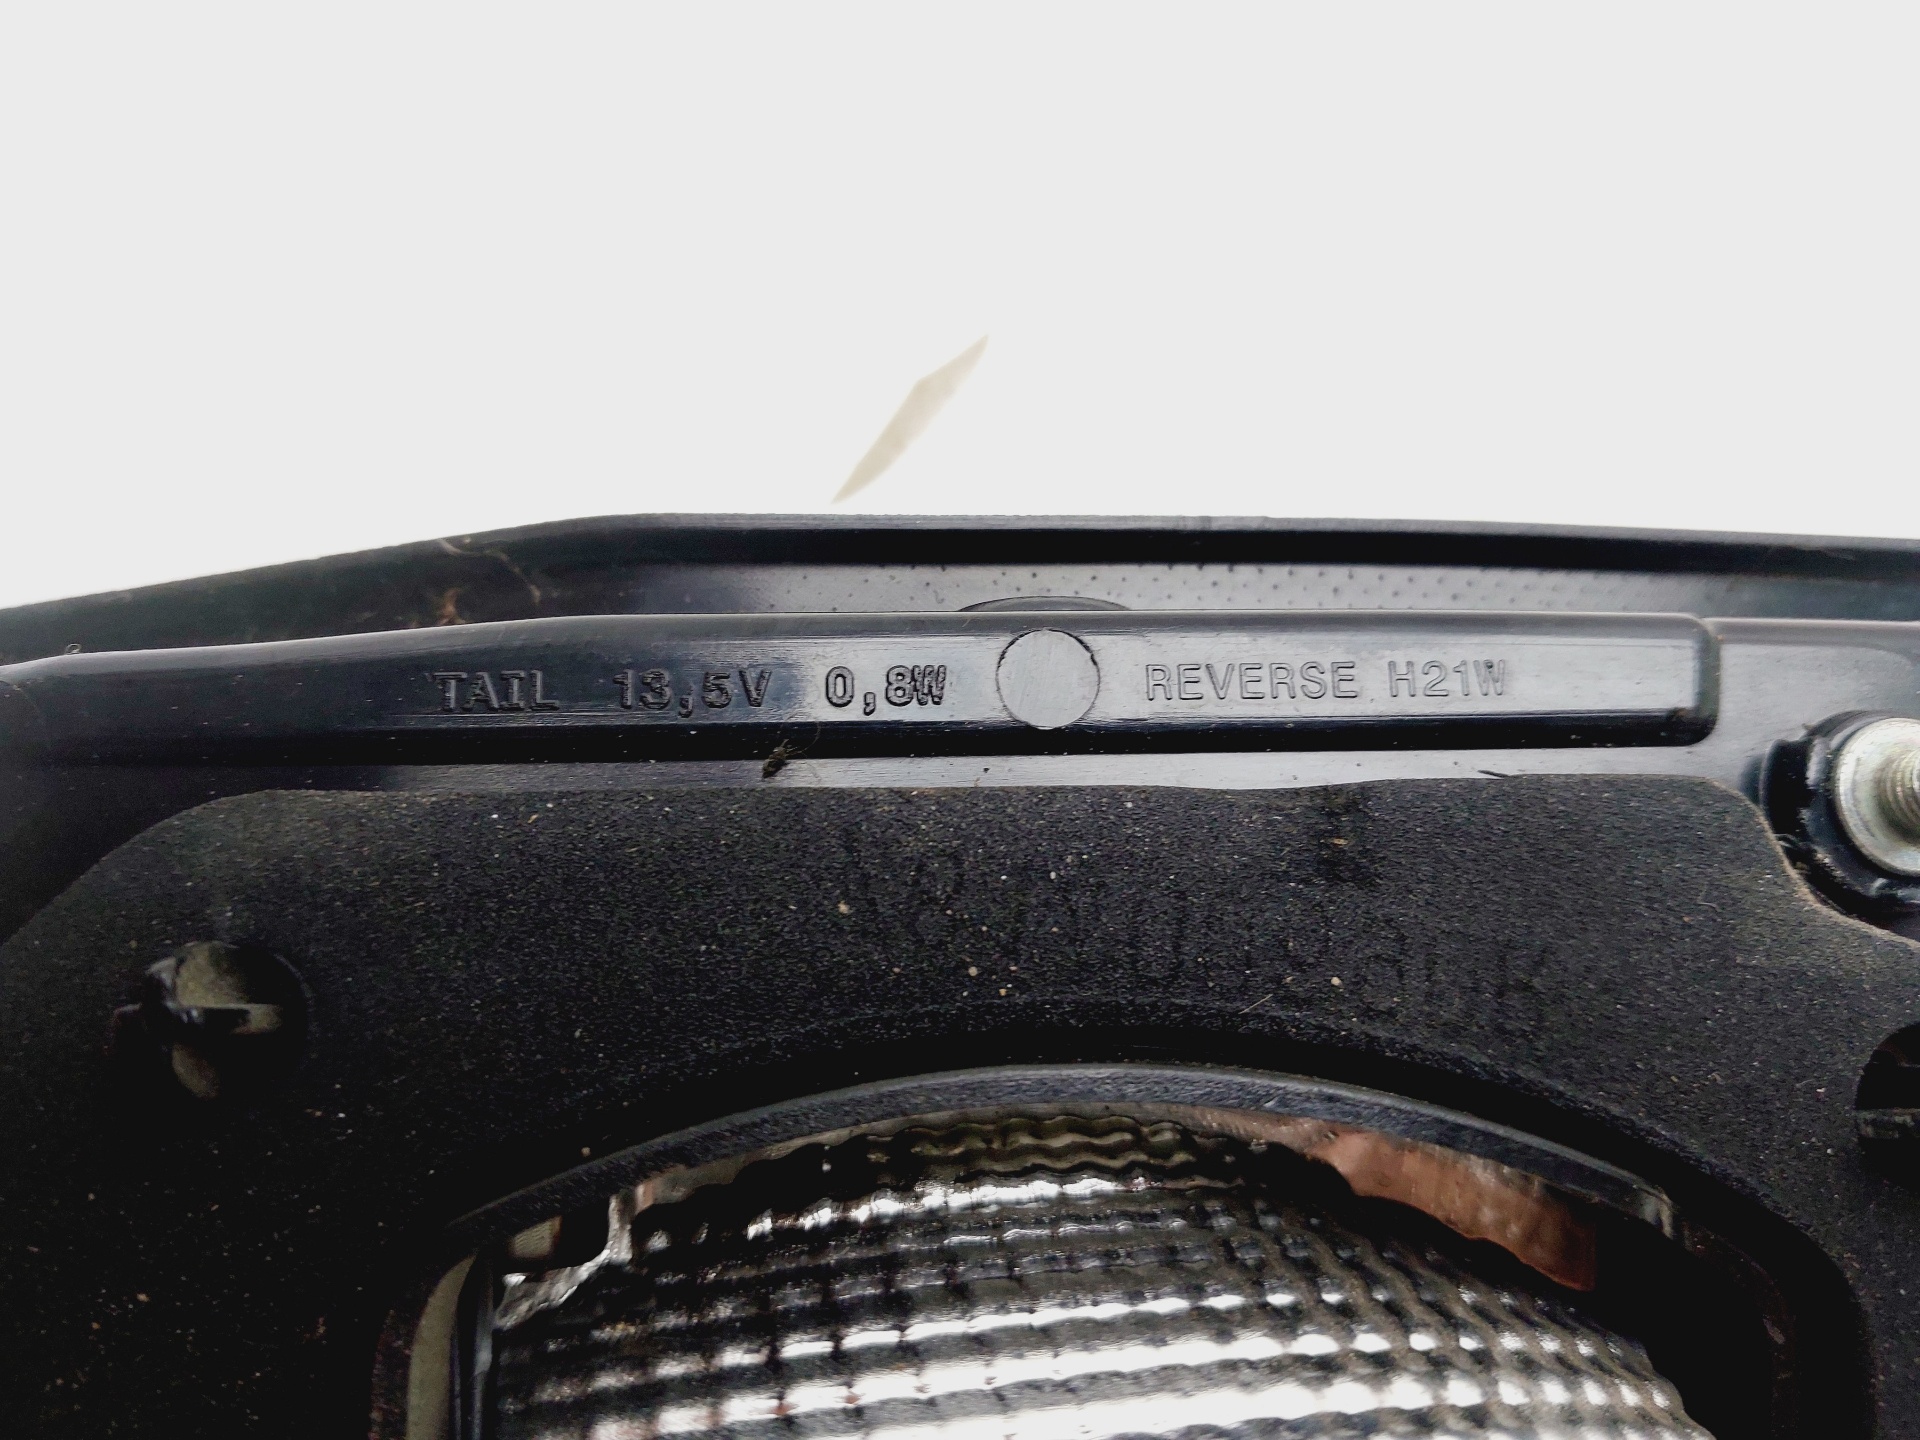 TAIL 13,5V 0,8W REVERSE H21W